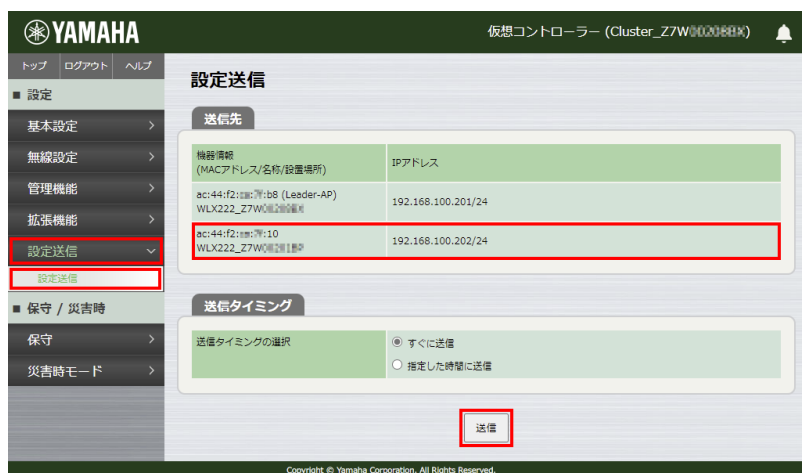 YAMAHA
仮想コントローラー (Cluster_Z7W
トップ ログアウト ヘルプ
■ 設定
基本設定
無線設定
管理機能
拡張機能
設定送信
設定送信
■ 保守 / 災害時
保守
災害時モード
設定送信
送信先
機器情報
(MACアドレス/名称/設置場所)
IPアドレス
ac:44:f2: :b8 (Leader-AP)
WLX222_Z7W
192.168.100.201/24
ac:44:f2: :10
WLX222_Z7W
192.168.100.202/24
送信タイミング
送信タイミングの選択
すぐに送信
指定した時間に送信
送信
Copyright © Yamaha Corporation. All Rights Reserved.